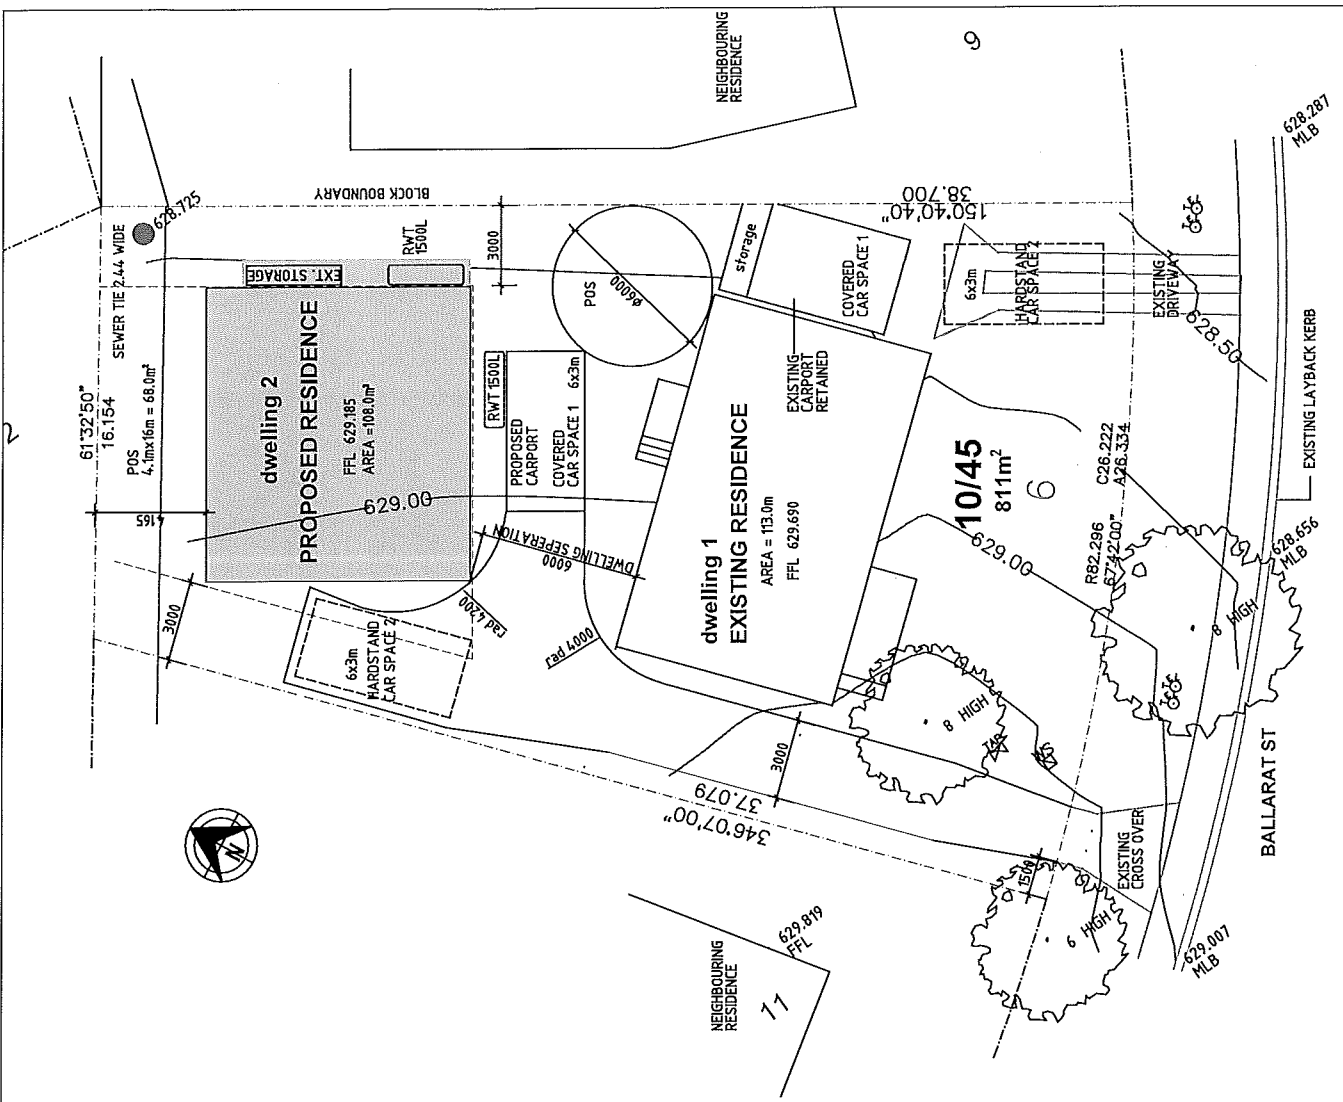 2
61°32'50"
16.154
SEWER TIE 2.44 WIDE
628.725
POS
4.1mx16m = 68.0m²
165
3000
EXT. STORAGE
RWT
1500L
BLOCK BOUNDARY
3000
dwelling 2
PROPOSED RESIDENCE
FFL 629.185
AREA =108.0m²
629.00
6x3m
HARDSTAND
CAR SPACE 2
rad 4200
rad 4000
6000
DWELLING SEPERATION
RWT 1500L
PROPOSED
CARPORT
COVERED
CAR SPACE 1 6x3m
POS
ø6000
NEIGHBOURING
RESIDENCE
9
storage
COVERED
CAR SPACE 1
EXISTING
CARPORT
RETAINED
dwelling 1
EXISTING RESIDENCE
AREA = 113.0m
FFL 629.690
150°40'40"
38.700
6x3m
HARDSTAND
CAR SPACE 2
EXISTING
DRIVEWAY
628.50
628.287
MLB
EXISTING LAYBACK KERB
10/45
811m²
6
629.00
C26.222
A26.334
R82.296
67°42'00"
628.656
MLB
8 HIGH
8 HIGH
TAP
3000
346°07'00"
37.079
N
1500
6 HIGH
EXISTING
CROSS OVER
629.007
MLB
BALLARAT ST
NEIGHBOURING
RESIDENCE
11
629.819
FFL